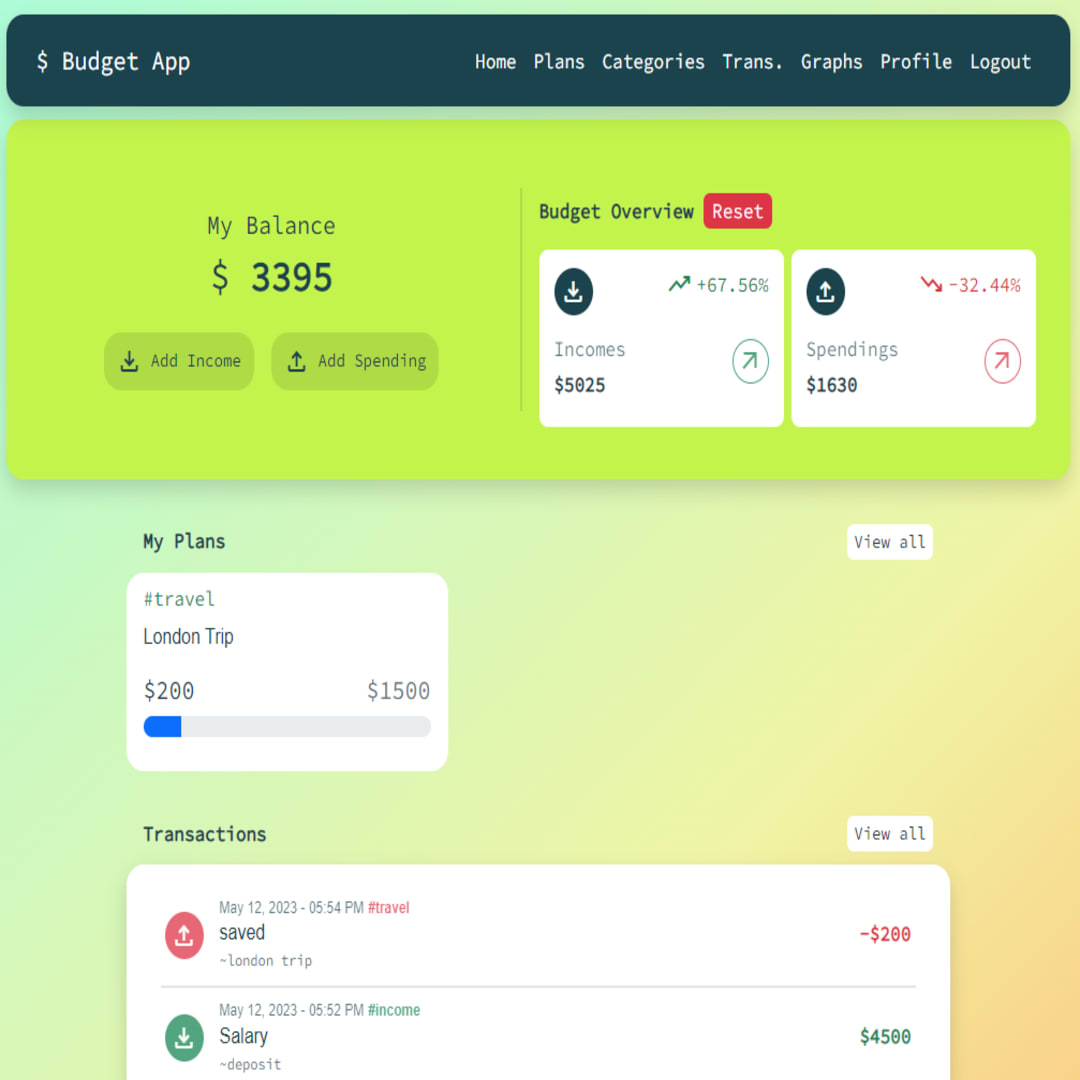 $ Budget App
Home Plans Categories Trans. Graphs Profile Logout
My Balance
$ 3395
Add Income Add Spending
Budget Overview Reset
+67.56%
Incomes
$5025
-32.44%
Spendings
$1630
My Plans View all
#travel
London Trip
$200 $1500
Transactions View all
May 12, 2023 - 05:54 PM #travel
saved
~london trip
-$200
May 12, 2023 - 05:52 PM #income
Salary
~deposit
$4500